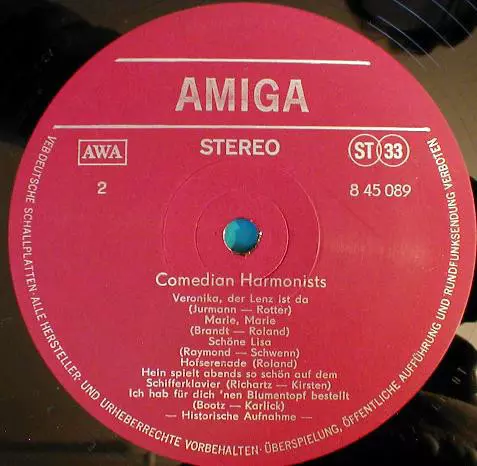 AMIGA
AWA
STEREO
ST 33
2
8 45 089
Comedian Harmonists
Veronika, der Lenz ist da
(Jurmann — Rotter)
Marie, Marie
(Brandt — Roland)
Schöne Lisa
(Raymond — Schwenn)
Hofserenade (Roland)
Hein spielt abends so schön auf dem
Schifferklavier (Richartz — Kirsten)
Ich hab für dich 'nen Blumentopf bestellt
(Bootz — Karlick)
— Historische Aufnahme —
VEB DEUTSCHE SCHALLPLATTEN · ALLE HERSTELLER- UND URHEBERRECHTE VORBEHALTEN · ÜBERSPIELUNG, ÖFFENTLICHE AUFFÜHRUNG UND RUNDFUNKSENDUNG VERBOTEN